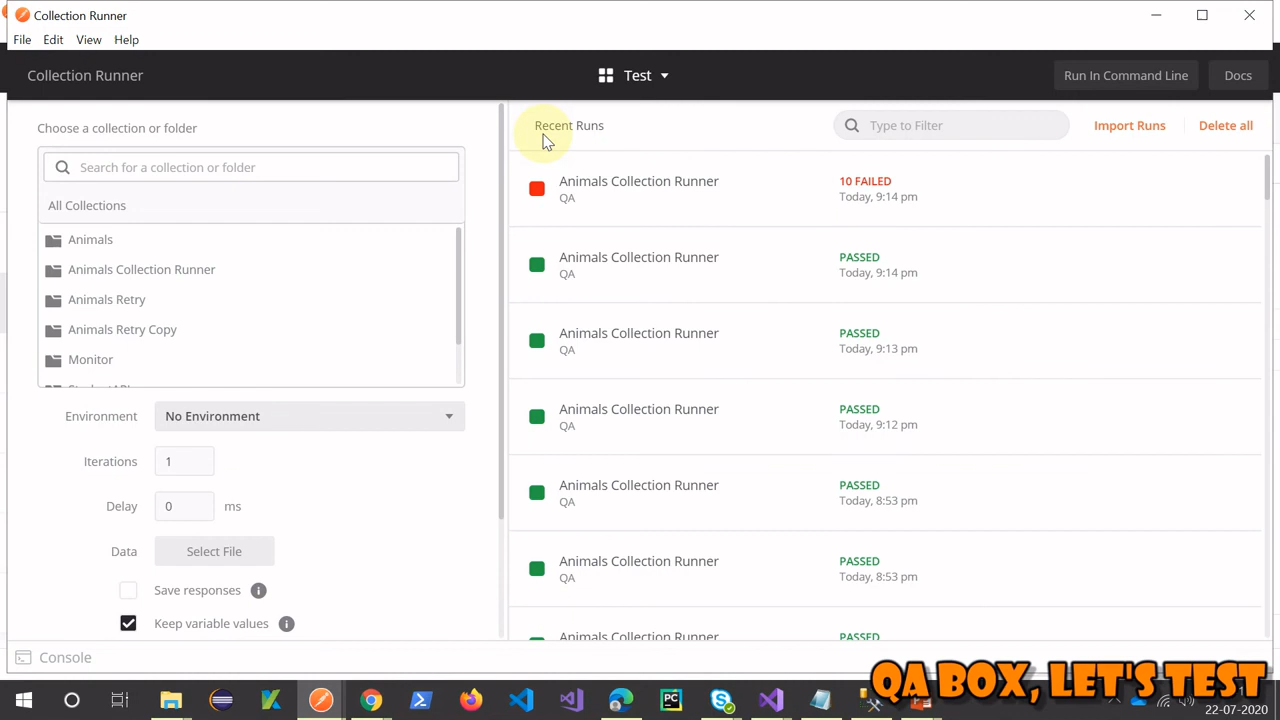 Collection Runner
File Edit View Help
Collection Runner
Test
Run In Command Line
Docs
Choose a collection or folder
Search for a collection or folder
All Collections
Animals
Animals Collection Runner
Animals Retry
Animals Retry Copy
Monitor
Environment
No Environment
Iterations
1
Delay
0
ms
Data
Select File
Save responses
Keep variable values
Recent Runs
Type to Filter
Import Runs
Delete all
Animals Collection Runner
10 FAILED
QA
Today, 9:14 pm
Animals Collection Runner
PASSED
QA
Today, 9:14 pm
Animals Collection Runner
PASSED
QA
Today, 9:13 pm
Animals Collection Runner
PASSED
QA
Today, 9:12 pm
Animals Collection Runner
PASSED
QA
Today, 8:53 pm
Animals Collection Runner
PASSED
QA
Today, 8:53 pm
Animals Collection Runner
PASSED
Console
QA BOX, LET'S TEST
22-07-2020